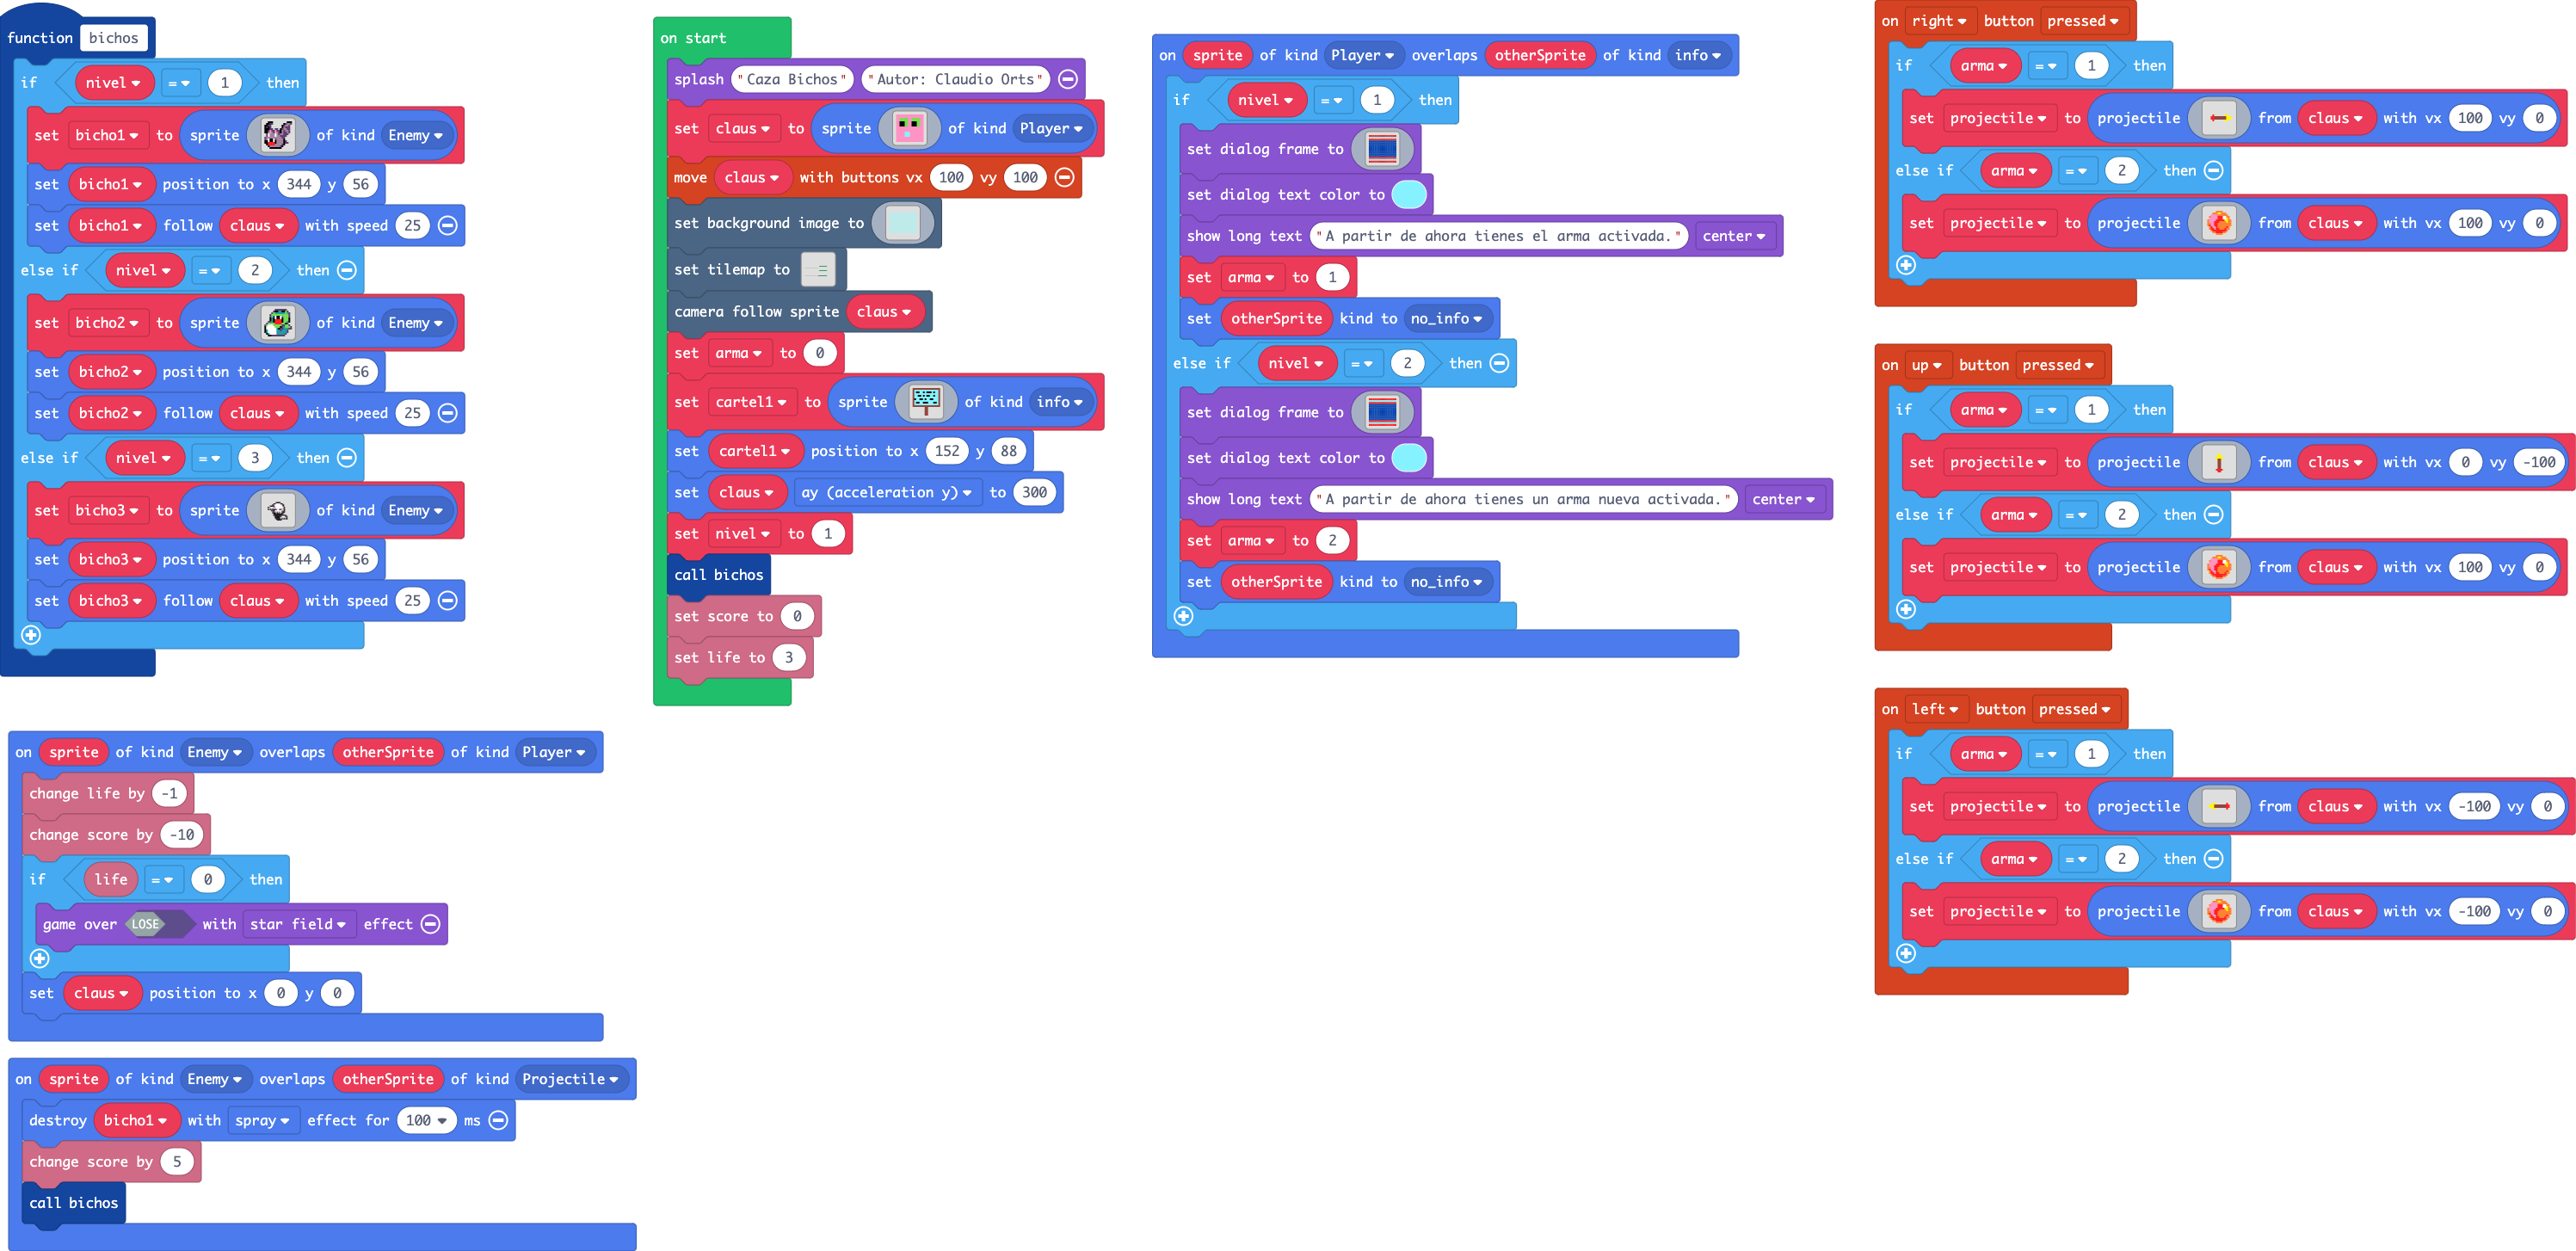 function bichos
if nivel = 1 then
set bicho1 to sprite of kind Enemy
set bicho1 position to x 344 y 56
set bicho1 follow claus with speed 25
else if nivel = 2 then
set bicho2 to sprite of kind Enemy
set bicho2 position to x 344 y 56
set bicho2 follow claus with speed 25
else if nivel = 3 then
set bicho3 to sprite of kind Enemy
set bicho3 position to x 344 y 56
set bicho3 follow claus with speed 25
on sprite of kind Enemy overlaps otherSprite of kind Player
change life by -1
change score by -10
if life = 0 then
game over LOSE with star field effect
set claus position to x 0 y 0
on sprite of kind Enemy overlaps otherSprite of kind Projectile
destroy bicho1 with spray effect for 100 ms
change score by 5
call bichos
on start
splash "Caza Bichos" "Autor: Claudio Orts"
set claus to sprite of kind Player
move claus with buttons vx 100 vy 100
set background image to
set tilemap to
camera follow sprite claus
set arma to 0
set cartel1 to sprite of kind info
set cartel1 position to x 152 y 88
set claus ay (acceleration y) to 300
set nivel to 1
call bichos
set score to 0
set life to 3
on sprite of kind Player overlaps otherSprite of kind info
if nivel = 1 then
set dialog frame to
set dialog text color to
show long text "A partir de ahora tienes el arma activada." center
set arma to 1
set otherSprite kind to no_info
else if nivel = 2 then
set dialog frame to
set dialog text color to
show long text "A partir de ahora tienes un arma nueva activada." center
set arma to 2
set otherSprite kind to no_info
on right button pressed
if arma = 1 then
set projectile to projectile from claus with vx 100 vy 0
else if arma = 2 then
set projectile to projectile from claus with vx 100 vy 0
on up button pressed
if arma = 1 then
set projectile to projectile from claus with vx 0 vy -100
else if arma = 2 then
set projectile to projectile from claus with vx 100 vy 0
on left button pressed
if arma = 1 then
set projectile to projectile from claus with vx -100 vy 0
else if arma = 2 then
set projectile to projectile from claus with vx -100 vy 0